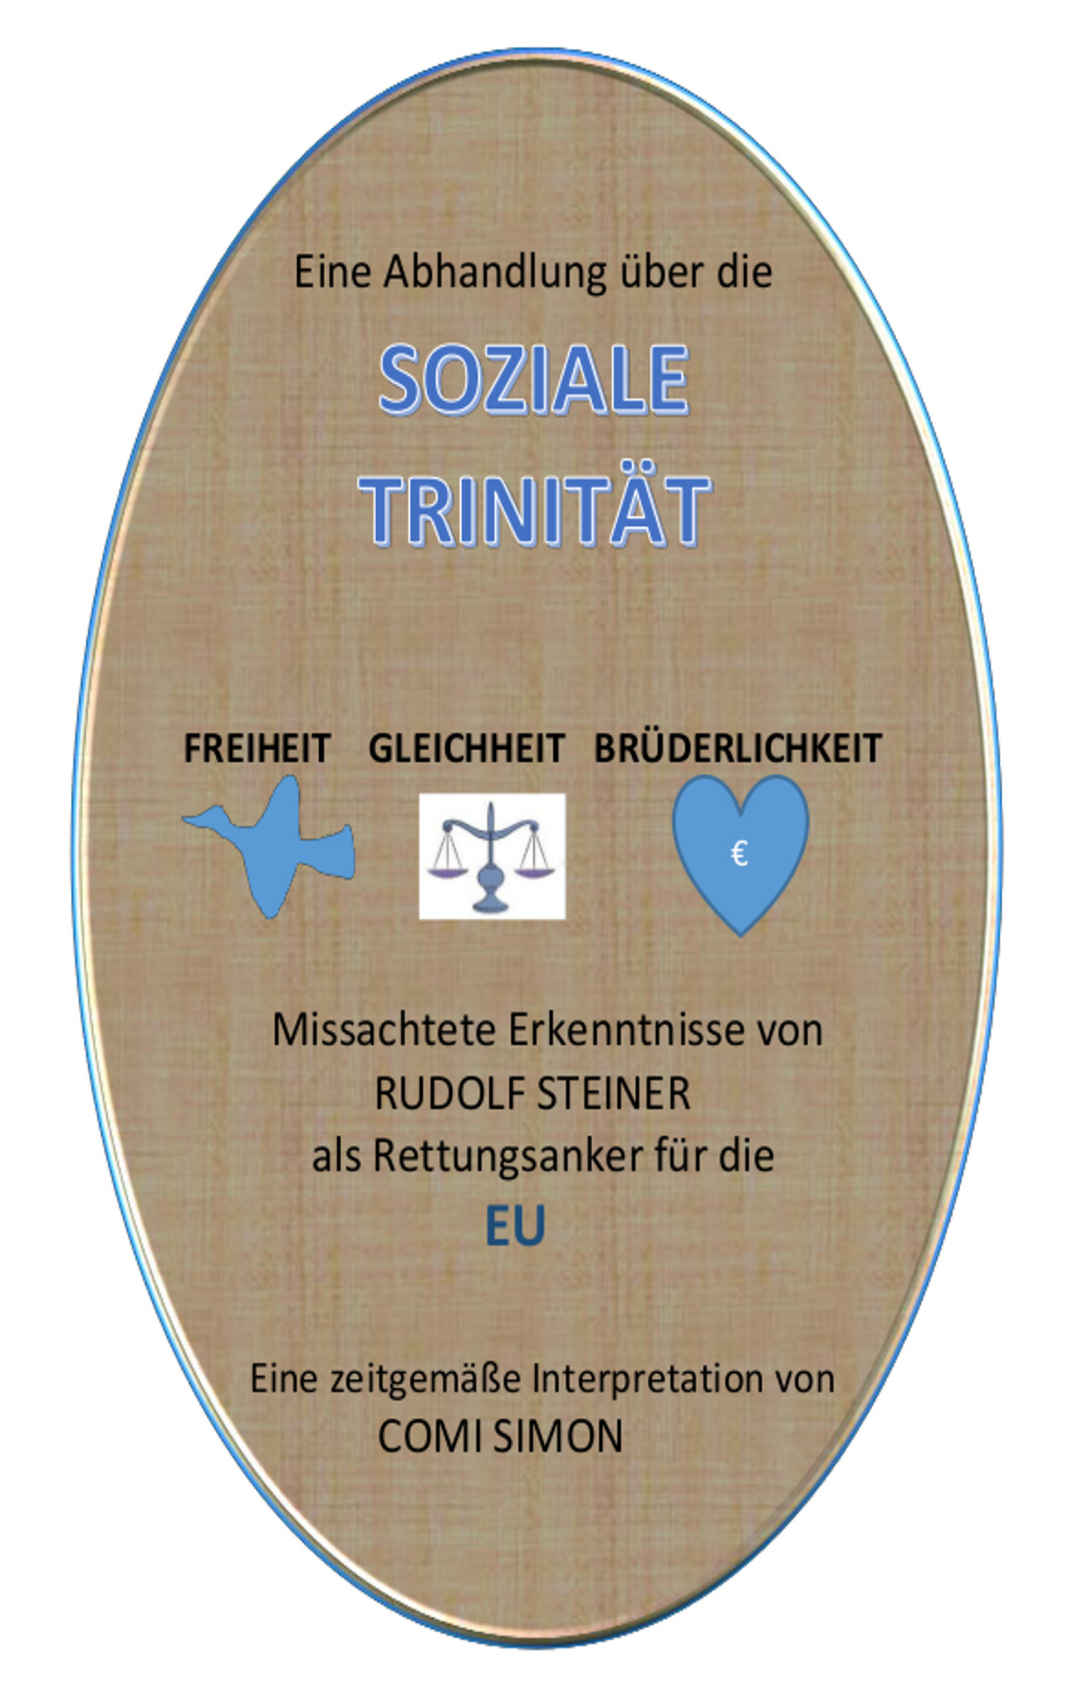 Eine Abhandlung über die
SOZIALE
TRINITÄT
FREIHEIT GLEICHHEIT BRÜDERLICHKEIT
€
Missachtete Erkenntnisse von
RUDOLF STEINER
als Rettungsanker für die
EU
Eine zeitgemäße Interpretation von
COMI SIMON